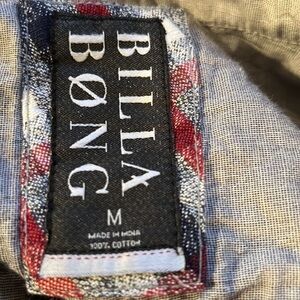 BILLA
BØNG
M
MADE IN INDIA
100% COTTON